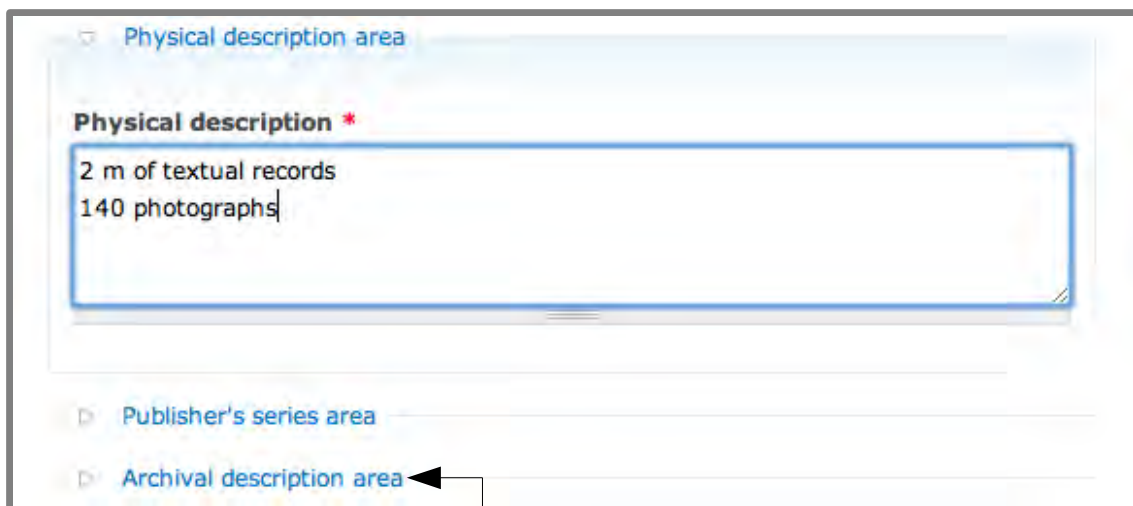 Physical description area
Physical description *
2 m of textual records
140 photographs
Publisher's series area
Archival description area